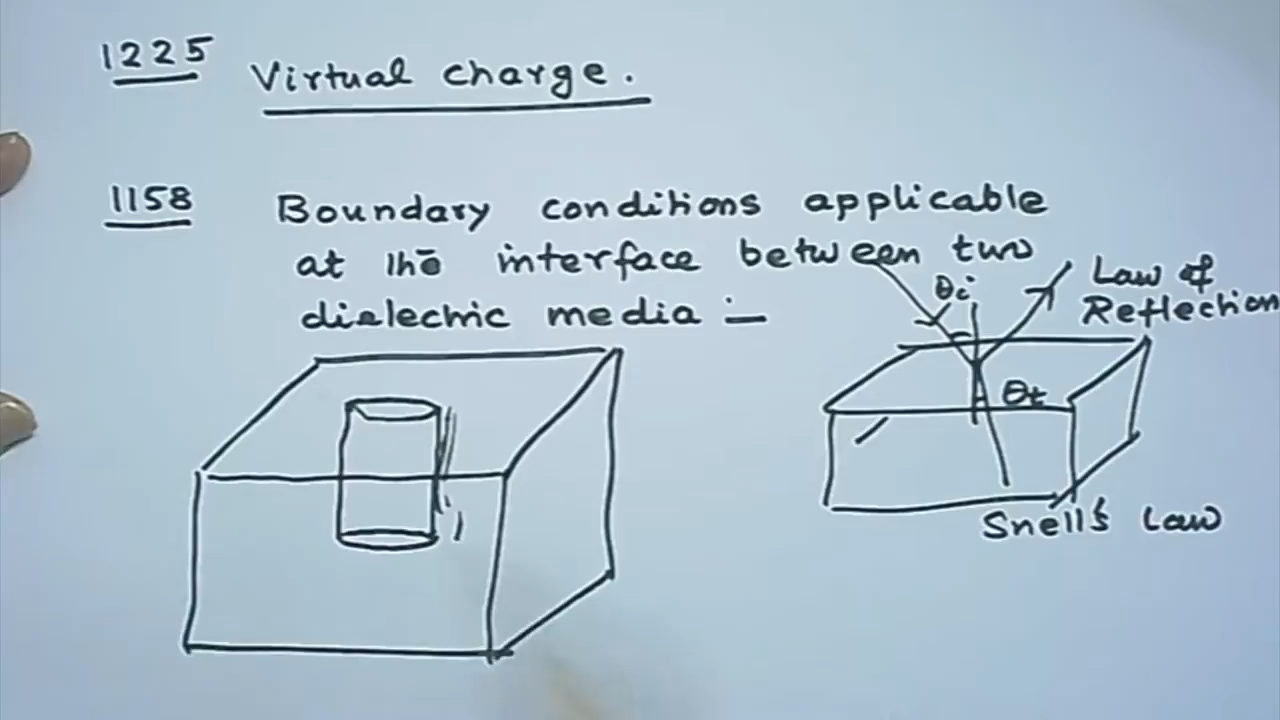 1225 Virtual charge.
1158 Boundary conditions applicable
at the interface between two
dielectric media :-
θi
Law of
Reflection
θt
Snell's Law